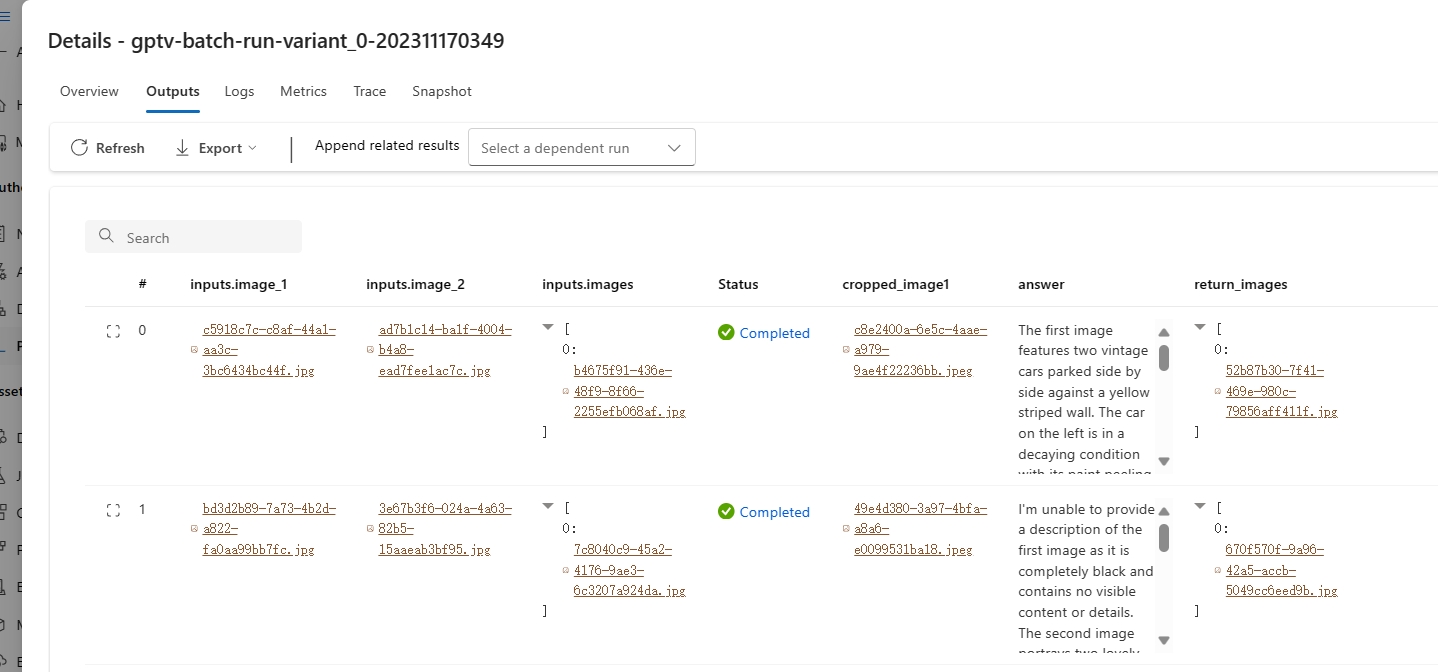 Details - gptv-batch-run-variant_0-202311170349
Overview Outputs Logs Metrics Trace Snapshot
Refresh Export Append related results Select a dependent run
Search
# inputs.image_1 inputs.image_2 inputs.images Status cropped_image1 answer return_images
0
c5918c7c-c8af-44a1-
aa3c-
3bc6434bc44f.jpg
ad7b1c14-ba1f-4004-
b4a8-
ead7fee1ac7c.jpg
[
0:
b4675f91-436e-
48f9-8f66-
2255efb068af.jpg
]
Completed
c8e2400a-6e5c-4aae-
a979-
9ae4f22236bb.jpeg
The first image
features two vintage
cars parked side by
side against a yellow
striped wall. The car
on the left is in a
decaying condition
with its paint peeling
[
0:
52b87b30-7f41-
469e-980c-
79856aff411f.jpg
]
1
bd3d2b89-7a73-4b2d-
a822-
fa0aa99bb7fc.jpg
3e67b3f6-024a-4a63-
82b5-
15aaeab3bf95.jpg
[
0:
7c8040c9-45a2-
4176-9ae3-
6c3207a924da.jpg
]
Completed
49e4d380-3a97-4bfa-
a8a6-
e0099531ba18.jpeg
I'm unable to provide
a description of the
first image as it is
completely black and
contains no visible
content or details.
The second image
portrays two lovely
[
0:
670f570f-9a96-
42a5-accb-
5049cc6eed9b.jpg
]